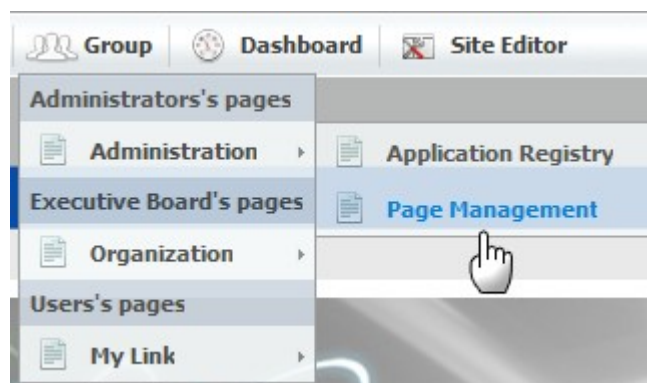 Group Dashboard Site Editor
Administrators's pages
Administration Application Registry
Executive Board's pages Page Management
Organization
Users's pages
My Link